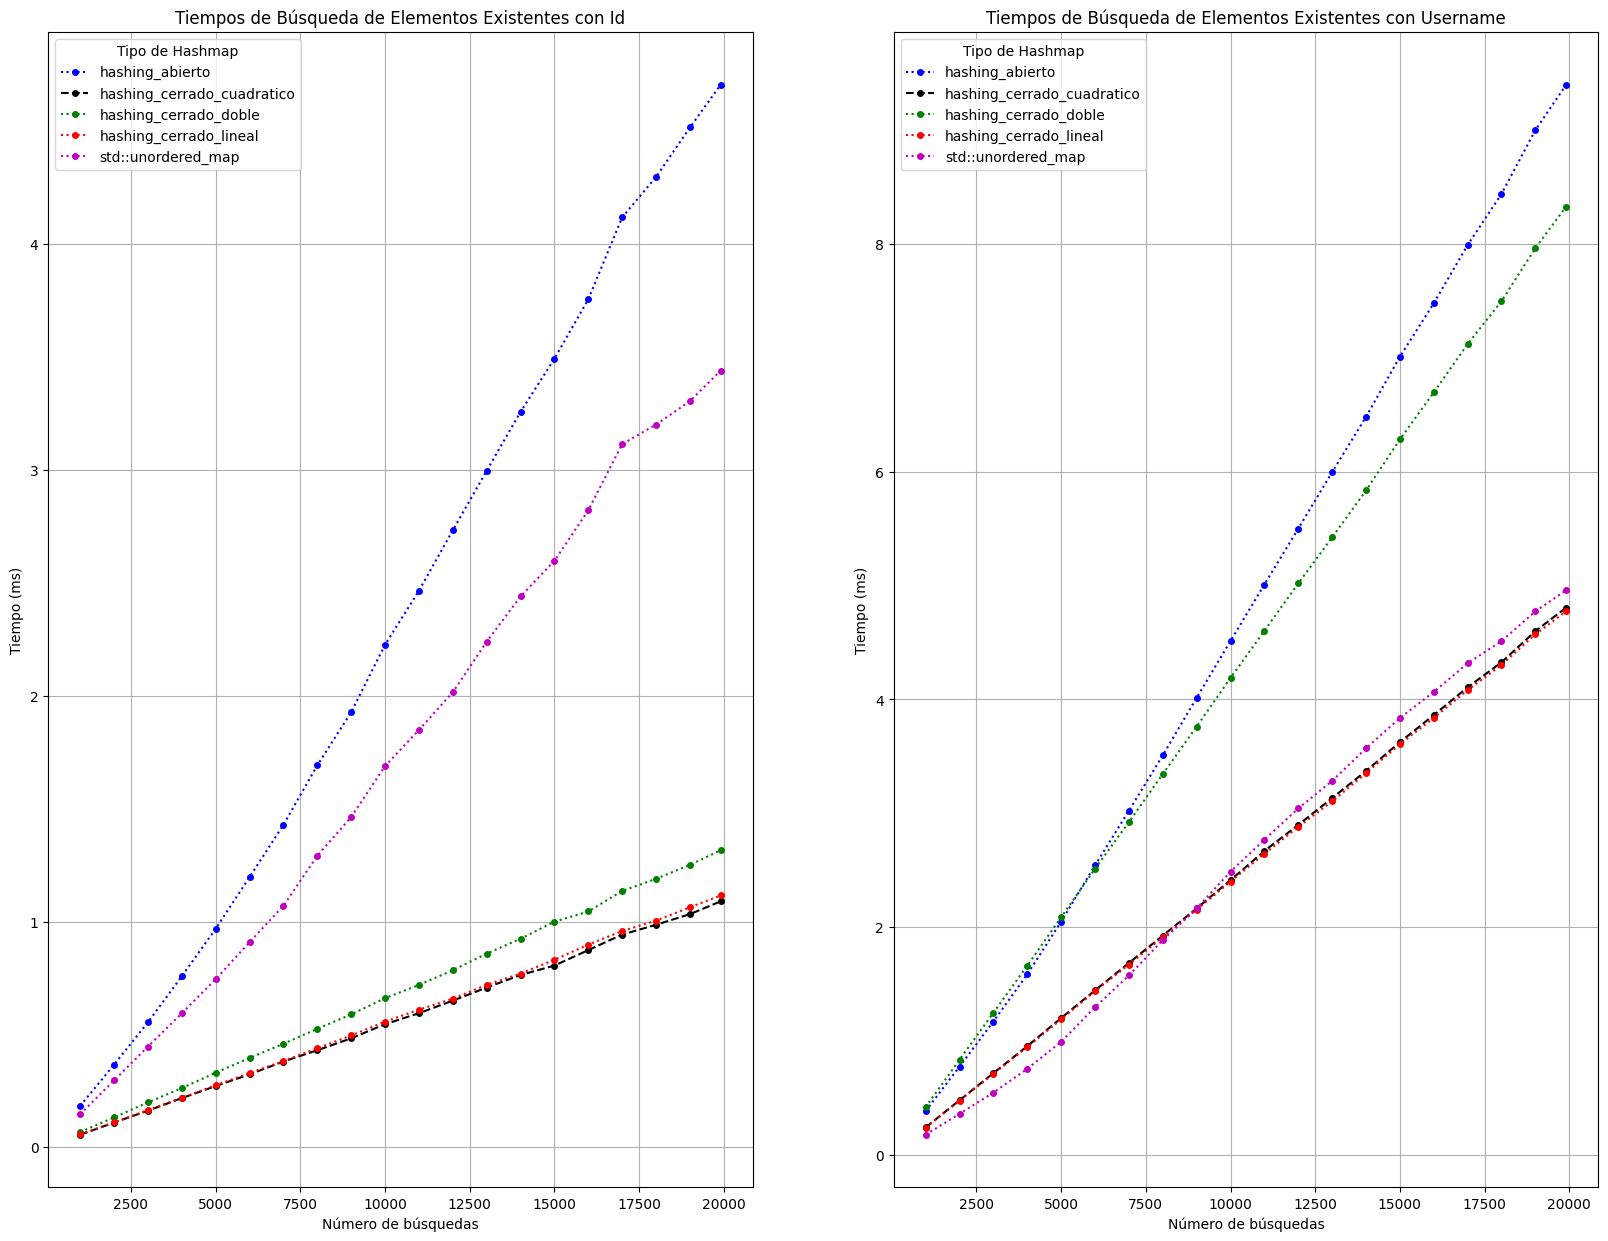 Tiempos de Búsqueda de Elementos Existentes con Id
Tipo de Hashmap
hashing_abierto
hashing_cerrado_cuadratico
hashing_cerrado_doble
hashing_cerrado_lineal
std::unordered_map
4
3
2
1
0
Tiempo (ms)
2500 5000 7500 10000 12500 15000 17500 20000
Número de búsquedas
Tiempos de Búsqueda de Elementos Existentes con Username
Tipo de Hashmap
hashing_abierto
hashing_cerrado_cuadratico
hashing_cerrado_doble
hashing_cerrado_lineal
std::unordered_map
8
6
4
2
0
Tiempo (ms)
2500 5000 7500 10000 12500 15000 17500 20000
Número de búsquedas